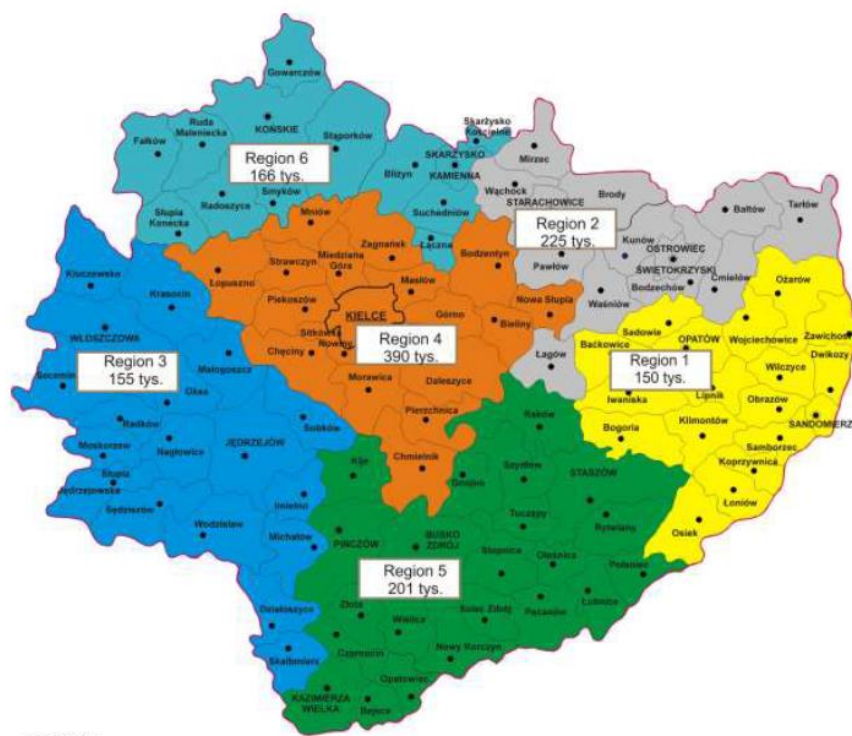 Gowarczów
Ruda
Maleniecka
KOŃSKIE
Fałków
Stąporków
Region 6
166 tys.
Radoszyce
Smyków
Słupia
Konecka
Skarżysko
Kościelne
SKARŻYSKO
KAMIENNA
Bliżyn
Suchedniów
Łączna
Mirzec
Wąchock
STARACHOWICE
Brody
Region 2
225 tys.
Pawłów
Kunów
OSTROWIEC
ŚWIĘTOKRZYSKI
Bodzechów
Ćmielów
Bałtów
Tarłów
Waśniów
Łagów
Mniów
Zagnańsk
Miedziana
Góra
Strawczyn
Łopuszno
Bodzentyn
Masłów
Piekoszów
KIELCE
Górno
Nowa Słupia
Bieliny
Sitkówka
Nowiny
Chęciny
Region 4
390 tys.
Morawica
Daleszyce
Pierzchnica
Chmielnik
Kluczewsko
Krasocin
WŁOSZCZOWA
Region 3
155 tys.
Małogoszcz
Secemin
Oksa
Radków
Sobków
Moskorzew
Nagłowice
JĘDRZEJÓW
Słupia
Jędrzejowska
Sędziszów
Imielno
Wodzisław
Michałów
Działoszyce
Skalbmierz
Ożarów
Sadowie
OPATÓW
Wojciechowice
Zawichost
Baćkowice
Region 1
150 tys.
Dwikozy
Wilczyce
Iwaniska
Lipnik
Obrazów
SANDOMIERZ
Bogoria
Klimontów
Samborzec
Koprzywnica
Łoniów
Osiek
Raków
Kije
Gnojno
Szydłów
STASZÓW
Tuczępy
Rytwiany
PIŃCZÓW
BUSKO
ZDRÓJ
Stopnica
Oleśnica
Połaniec
Region 5
201 tys.
Łubnice
Pacanów
Solec Zdrój
Złota
Wiślica
Czarnocin
Nowy Korczyn
Opatowiec
KAZIMIERZA
WIELKA
Bejsce